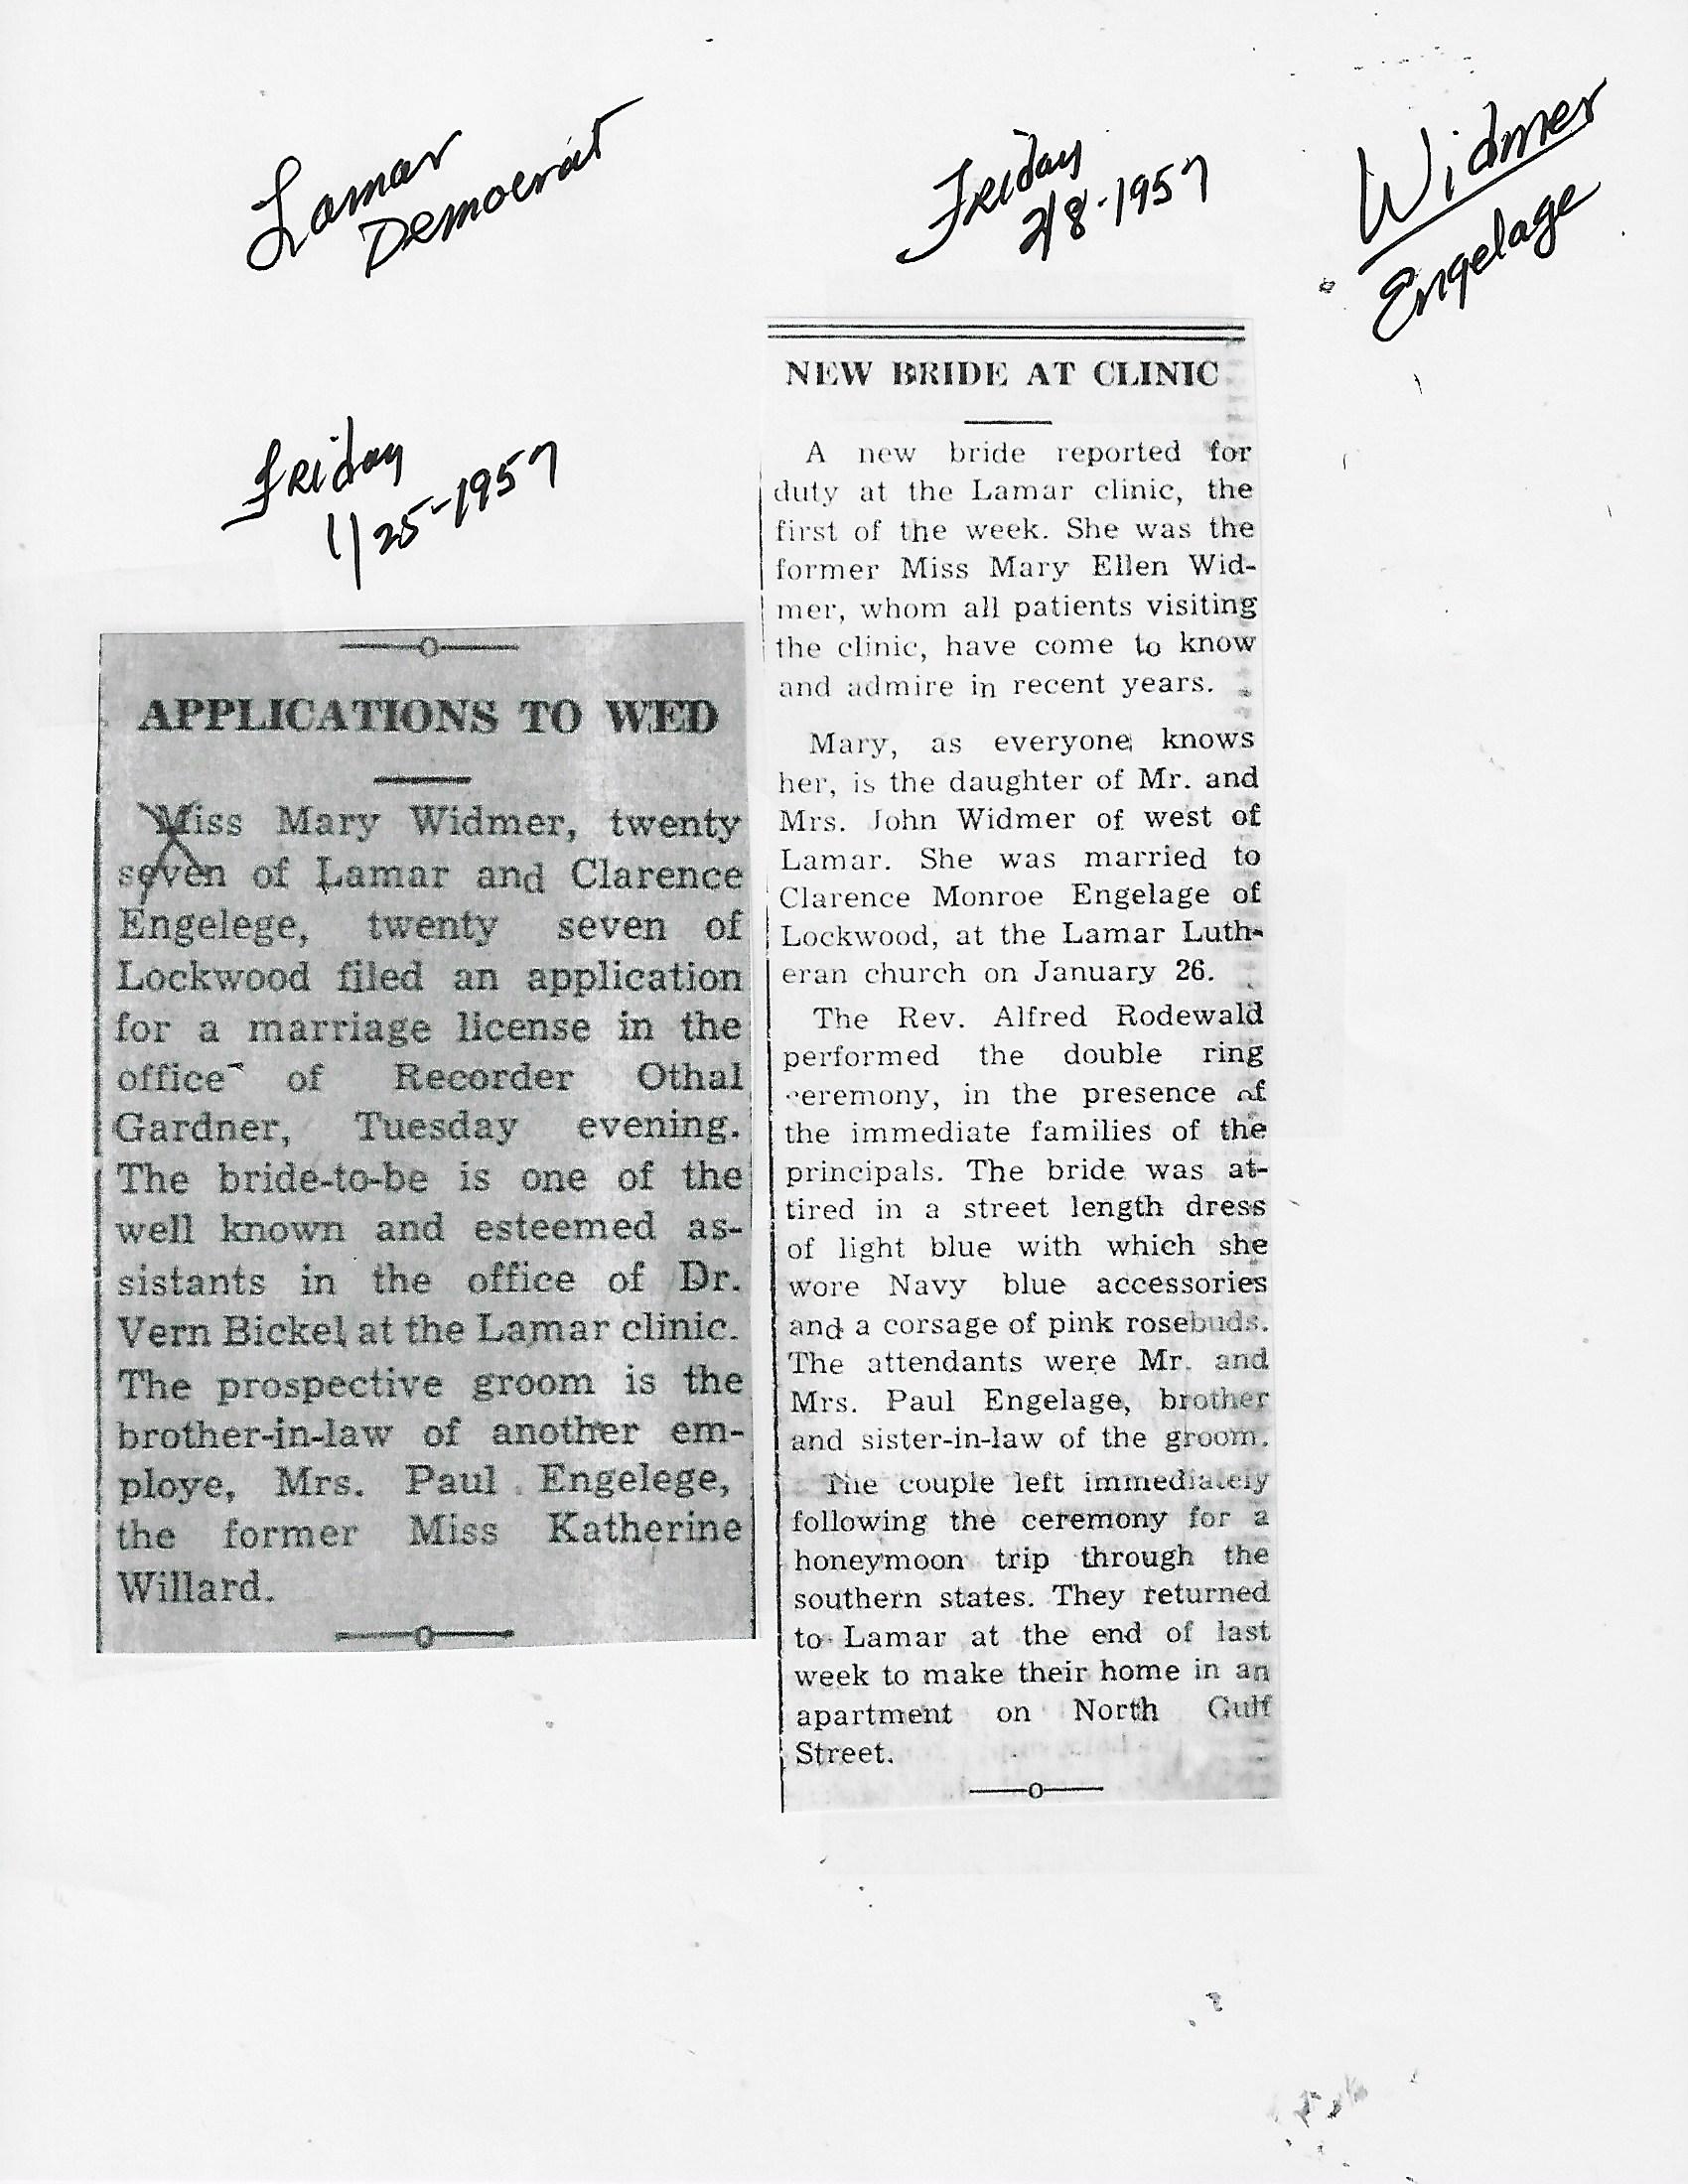 Lamar
Democrat
Friday
2/8-1957
Widmer
Engelage
Friday
1/25-1957
APPLICATIONS TO WED
Miss Mary Widmer, twenty
seven of Lamar and Clarence
Engelege, twenty seven of
Lockwood filed an application
for a marriage license in the
office of Recorder Othal
Gardner, Tuesday evening.
The bride-to-be is one of the
well known and esteemed as-
sistants in the office of Dr.
Vern Bickel at the Lamar clinic.
The prospective groom is the
brother-in-law of another em-
ploye, Mrs. Paul Engelege,
the former Miss Katherine
Willard.
NEW BRIDE AT CLINIC
A new bride reported for
duty at the Lamar clinic, the
first of the week. She was the
former Miss Mary Ellen Wid-
mer, whom all patients visiting
the clinic, have come to know
and admire in recent years.
Mary, as everyone knows
her, is the daughter of Mr. and
Mrs. John Widmer of west of
Lamar. She was married to
Clarence Monroe Engelage of
Lockwood, at the Lamar Luth-
eran church on January 26.
The Rev. Alfred Rodewald
performed the double ring
ceremony, in the presence of
the immediate families of the
principals. The bride was at-
tired in a street length dress
of light blue with which she
wore Navy blue accessories
and a corsage of pink rosebuds.
The attendants were Mr. and
Mrs. Paul Engelage, brother
and sister-in-law of the groom.
The couple left immediately
following the ceremony for a
honeymoon trip through the
southern states. They returned
to Lamar at the end of last
week to make their home in an
apartment on North Gulf
Street.